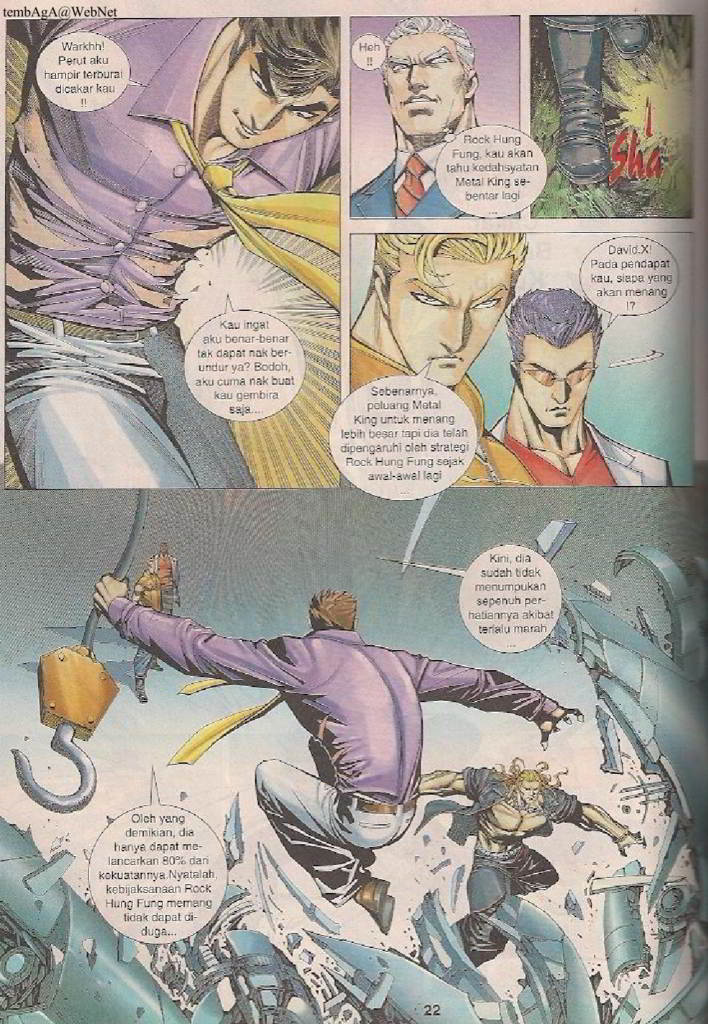 tembAgA@WebNet
Warkhh!
Perut aku
hampir terburai
dicakar kau
!!
Kau ingat
aku benar-benar
tak dapat nak ber-
undur ya? Bodoh,
aku cuma nak buat
kau gembira
saja....
Heh
!!
Rock Hung
Fung, kau akan
tahu kedahsyatan
Metal King se-
bentar lagi
...
Sha
David.X!
Pada pendapat
kau, siapa yang
akan menang
!?
Sebenarnya,
peluang Metal
King untuk menang
lebih besar tapi dia telah
dipengaruhi oleh strategi
Rock Hung Fung sejak
awal-awal lagi
...
Kini, dia
sudah tidak
menumpukan
sepenuh per-
hatiannya akibat
terlalu marah
...
Oleh yang
demikian, dia
hanya dapat me-
lancarkan 80% dari
kekuatannya.Nyatalah,
kebijaksanaan Rock
Hung Fung memang
tidak dapat di-
duga...
22